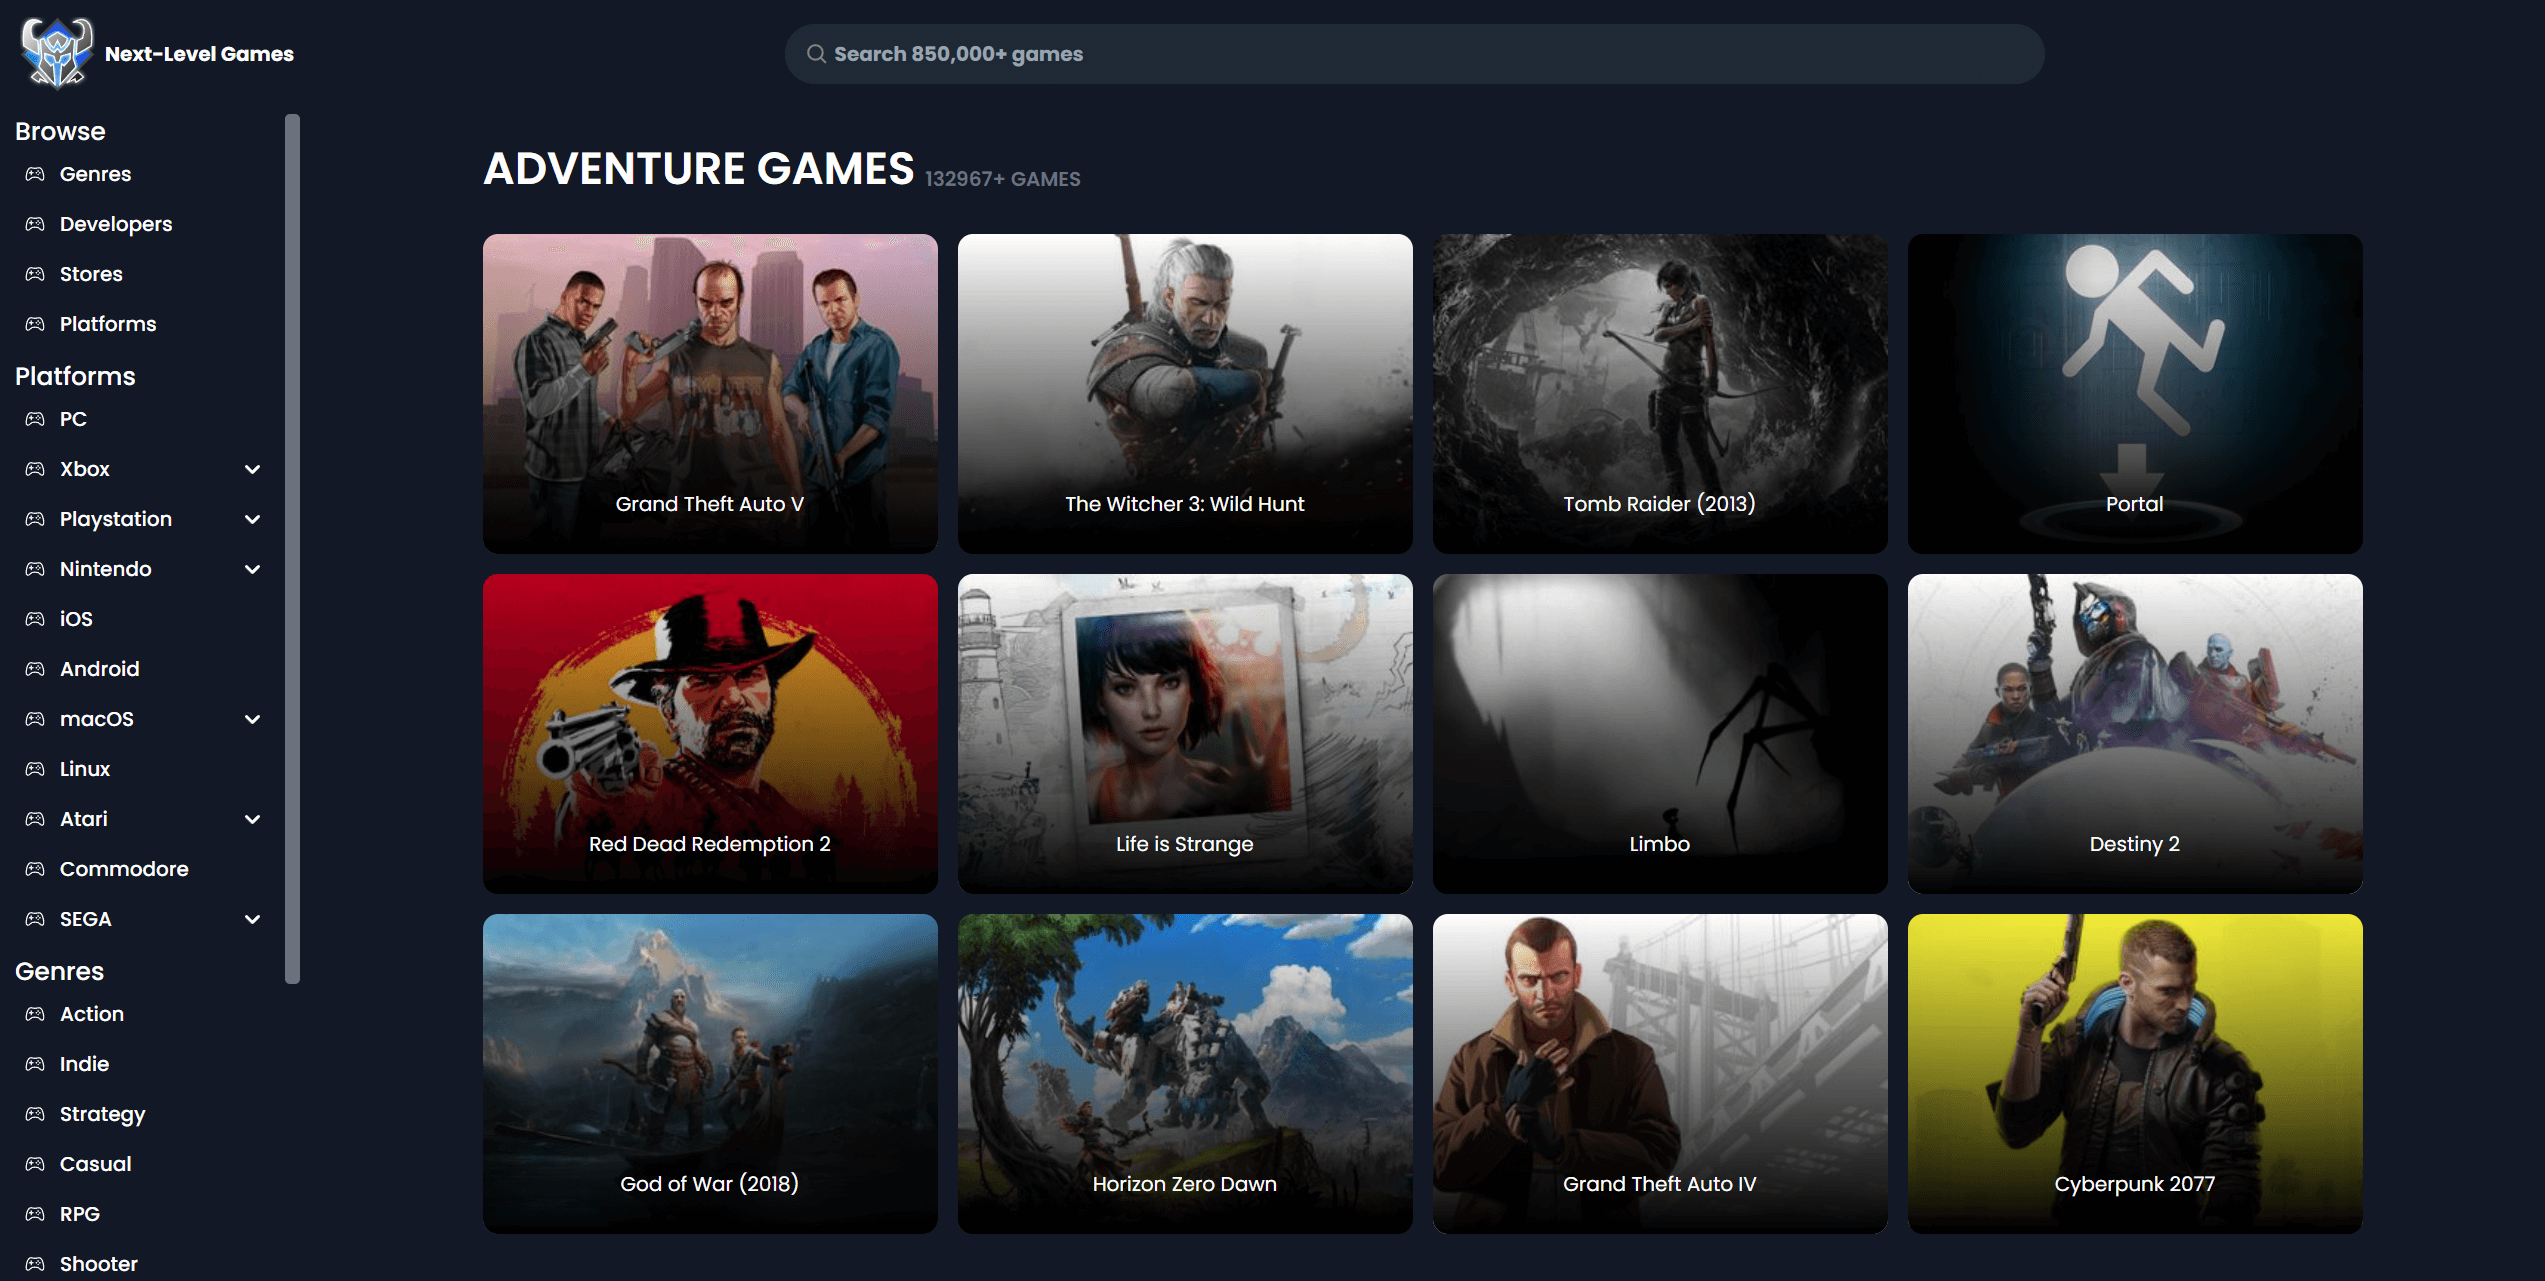 Next-Level Games
Search 850,000+ games
Browse
Genres
Developers
Stores
Platforms
Platforms
PC
Xbox
Playstation
Nintendo
iOS
Android
macOS
Linux
Atari
Commodore
SEGA
Genres
Action
Indie
Strategy
Casual
RPG
Shooter
ADVENTURE GAMES 132967+ GAMES
Grand Theft Auto V
The Witcher 3: Wild Hunt
Tomb Raider (2013)
Portal
Red Dead Redemption 2
Life is Strange
Limbo
Destiny 2
God of War (2018)
Horizon Zero Dawn
Grand Theft Auto IV
Cyberpunk 2077